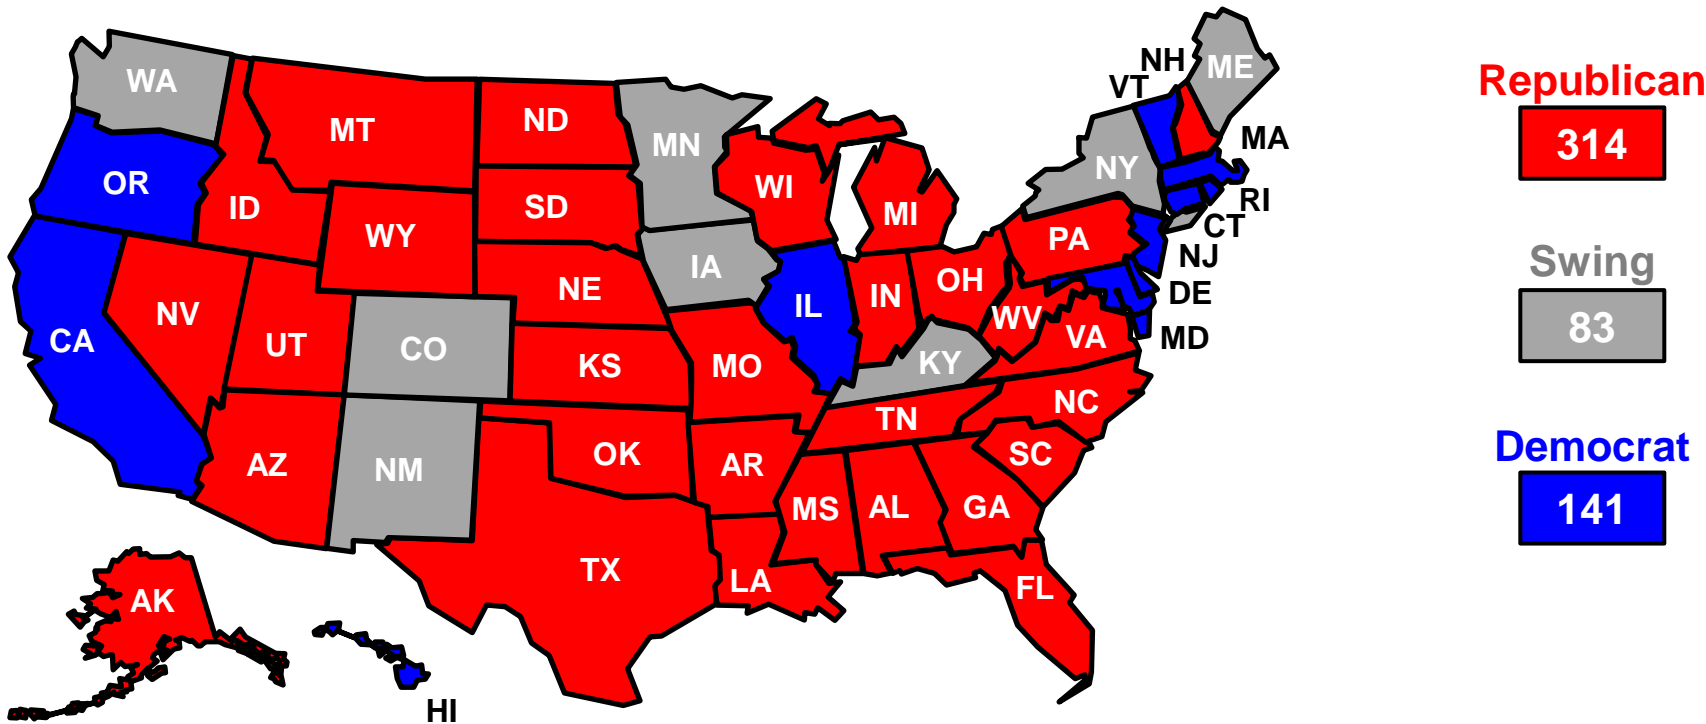 WA
OR
CA
NV
ID
MT
WY
UT
AZ
CO
NM
ND
SD
NE
KS
OK
TX
MN
IA
MO
AR
LA
WI
IL
MI
IN
OH
KY
TN
MS
AL
GA
FL
SC
NC
VA
WV
PA
NY
VT
NH
ME
MA
RI
CT
NJ
DE
MD
AK
HI
Republican
314
Swing
83
Democrat
141